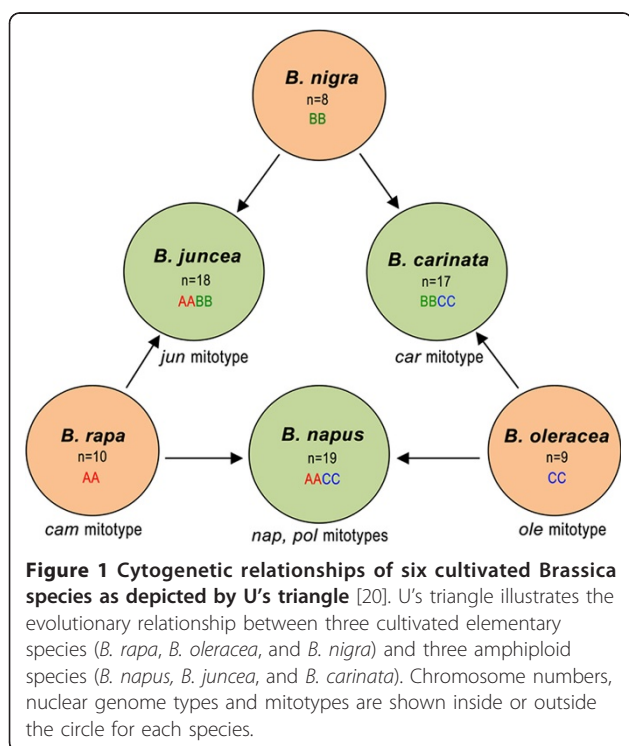 B. nigra
n=8
BB
B. juncea
n=18
AABB
jun mitotype
B. carinata
n=17
BBCC
car mitotype
B. rapa
n=10
AA
cam mitotype
B. napus
n=19
AACC
nap, pol mitotypes
B. oleracea
n=9
CC
ole mitotype
Figure 1 Cytogenetic relationships of six cultivated Brassica
species as depicted by U's triangle [20]. U's triangle illustrates the
evolutionary relationship between three cultivated elementary
species (B. rapa, B. oleracea, and B. nigra) and three amphiploid
species (B. napus, B. juncea, and B. carinata). Chromosome numbers,
nuclear genome types and mitotypes are shown inside or outside
the circle for each species.